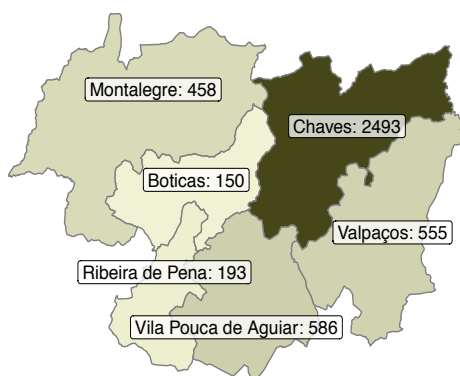 Montalegre: 458
Chaves: 2493
Boticas: 150
Valpaços: 555
Ribeira de Pena: 193
Vila Pouca de Aguiar: 586